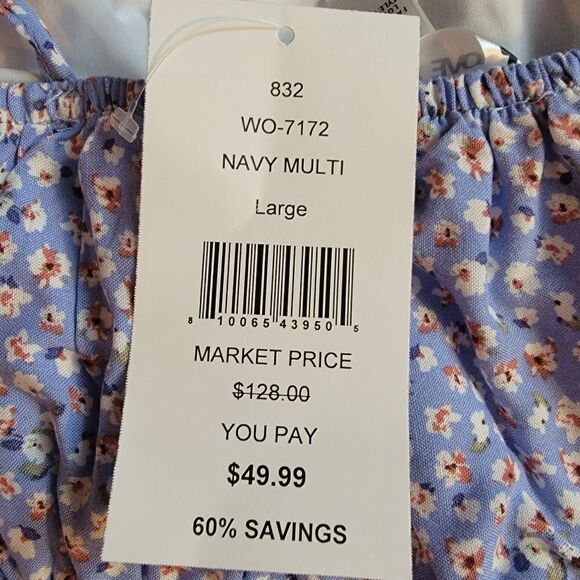 832
WO-7172
NAVY MULTI
Large
8 10065 43950 5
MARKET PRICE
$128.00
YOU PAY
$49.99
60% SAVINGS